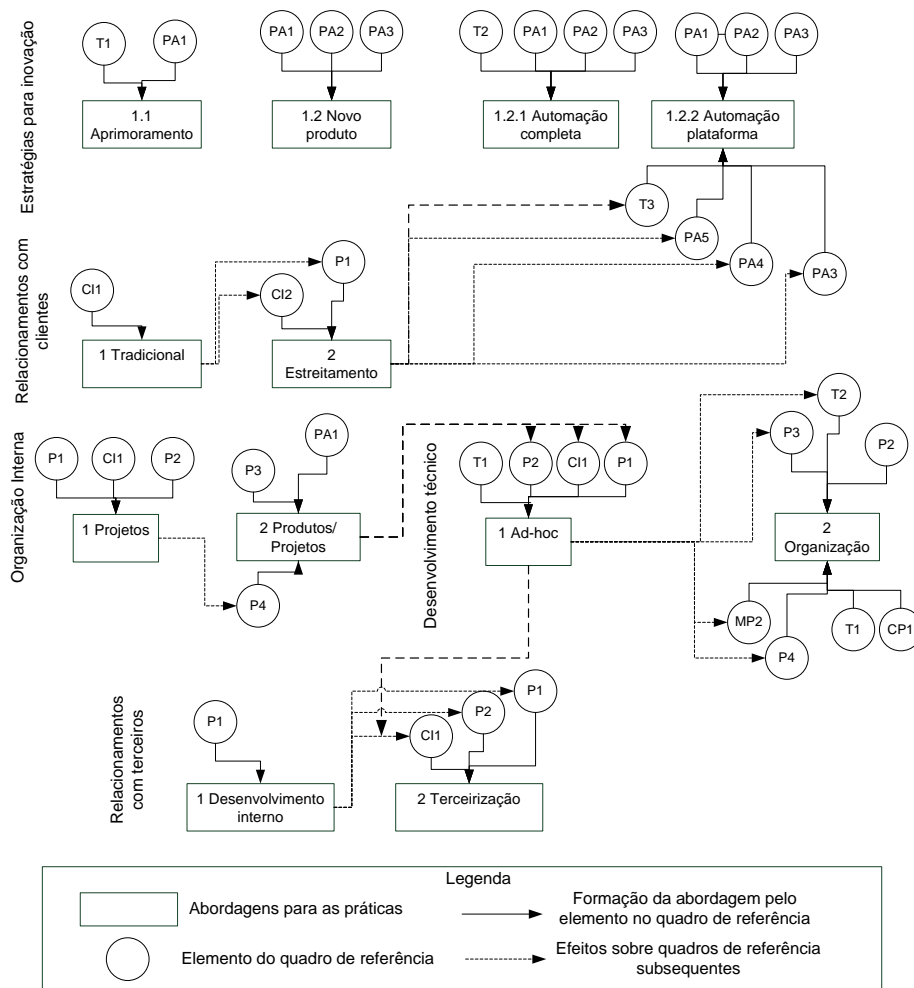 Estratégias para inovação
T1
PA1
PA1
PA2
PA3
T2
PA1
PA2
PA3
PA1
PA2
PA3
1.1
Aprimoramento
1.2 Novo
produto
1.2.1 Automação
completa
1.2.2 Automação
plataforma
T3
PA5
PA4
PA3
Relacionamentos com
clientes
CI1
CI2
P1
1 Tradicional
2
Estreitamento
Organização Interna
P1
CI1
P2
P3
PA1
1 Projetos
2 Produtos/
Projetos
P4
Desenvolvimento técnico
T1
P2
CI1
P1
1 Ad-hoc
T2
P3
P2
2
Organização
MP2
P4
T1
CP1
Relacionamentos
com terceiros
P1
CI1
P2
P1
1 Desenvolvimento
interno
2 Terceirização
Legenda
Abordagens para as práticas
Formação da abordagem pelo
elemento no quadro de referência
Elemento do quadro de referência
Efeitos sobre quadros de referência
subsequentes